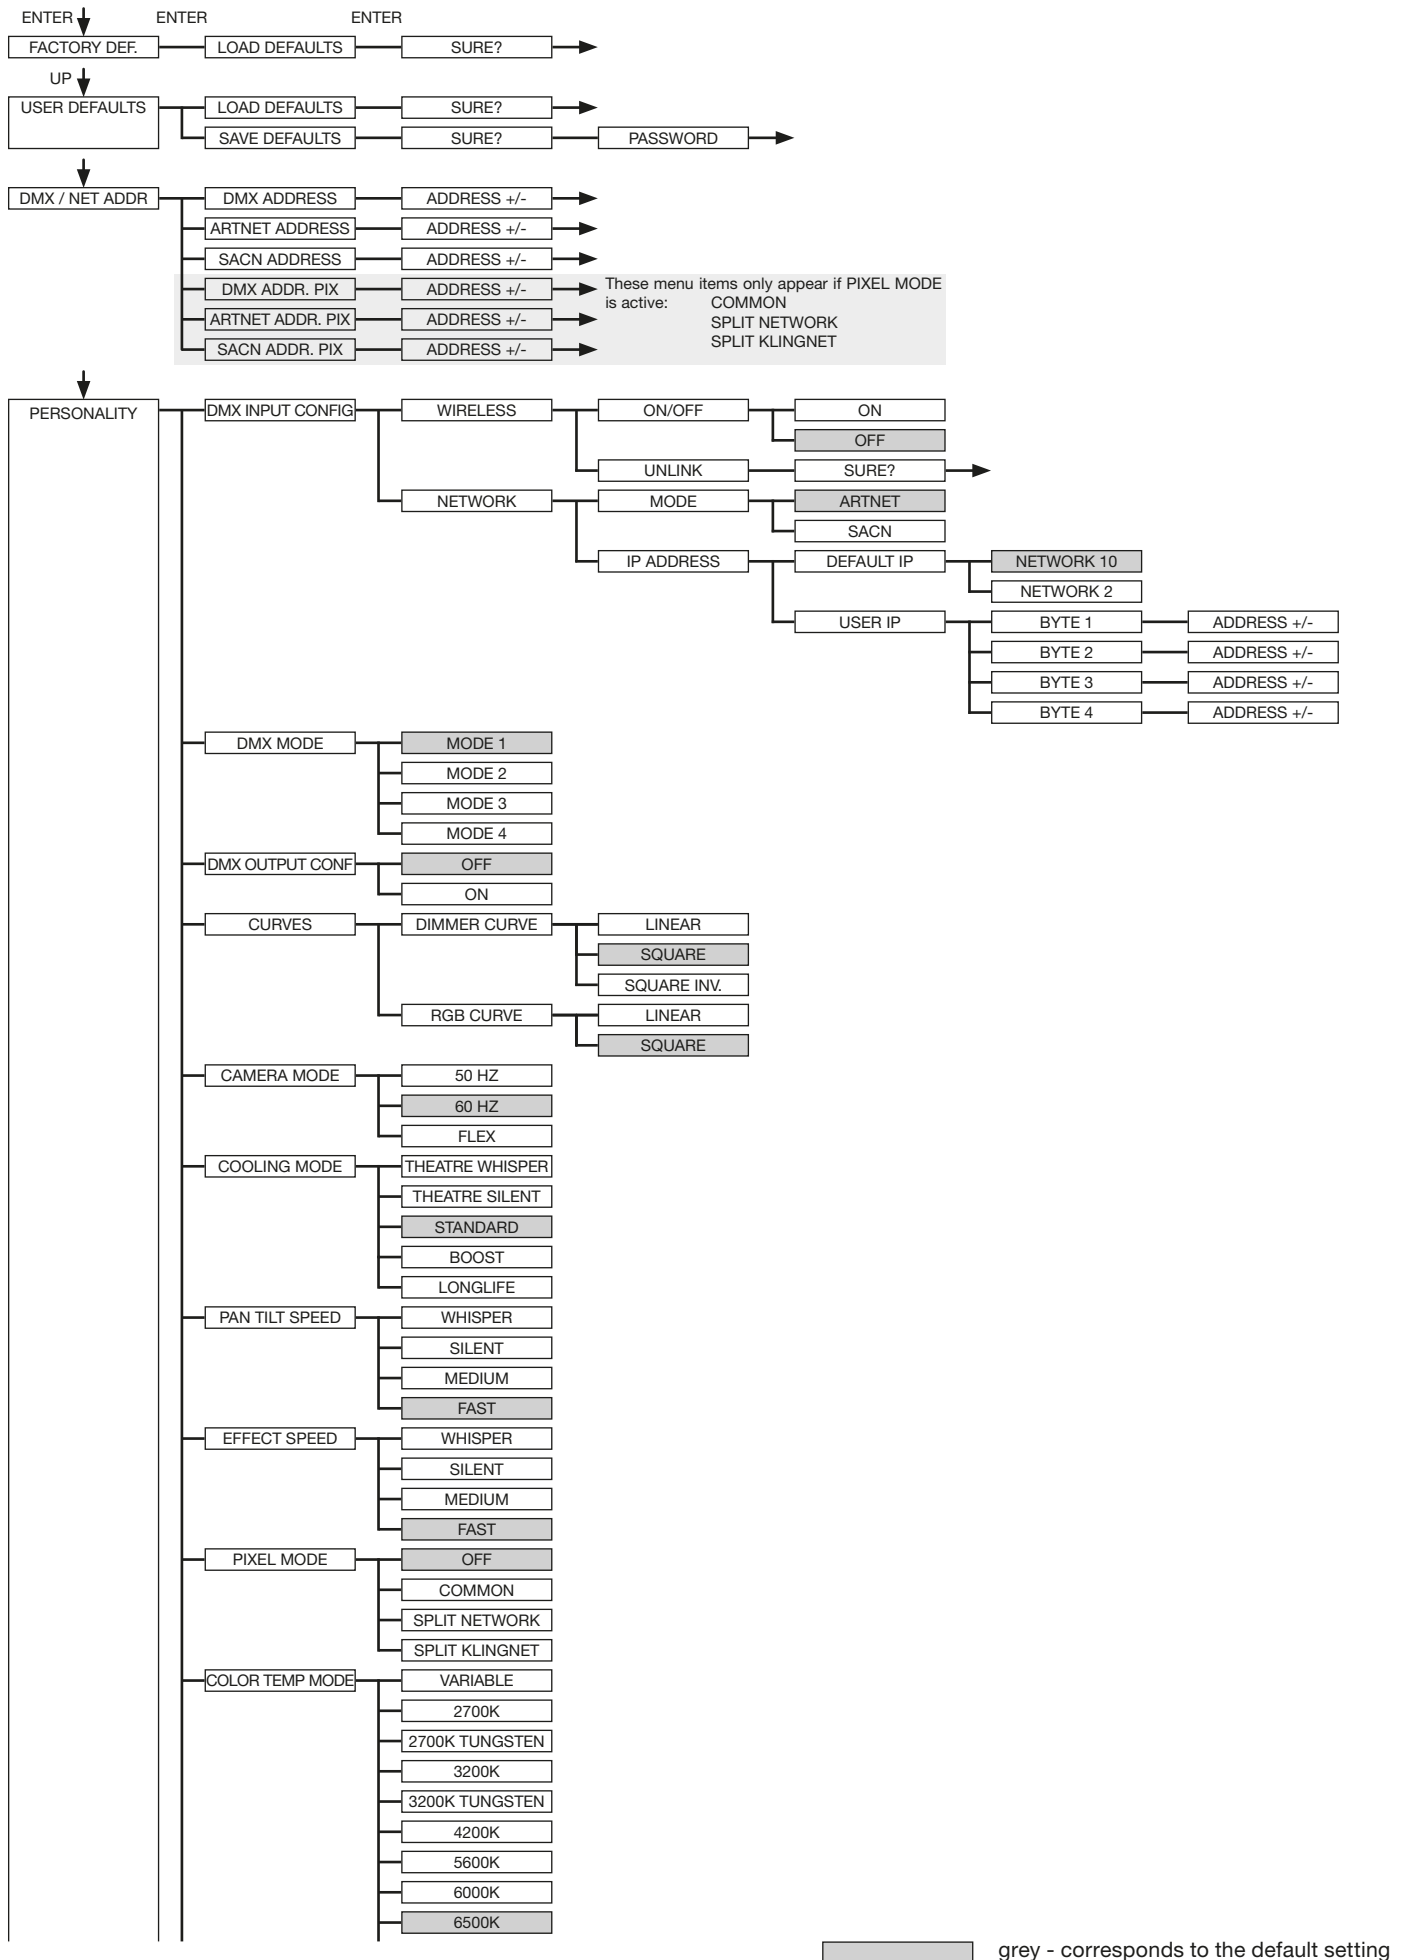 ENTER ENTER ENTER
FACTORY DEF. LOAD DEFAULTS SURE?
UP
USER DEFAULTS LOAD DEFAULTS SURE?
SAVE DEFAULTS SURE? PASSWORD
DMX / NET ADDR DMX ADDRESS ADDRESS +/-
ARTNET ADDRESS ADDRESS +/-
SACN ADDRESS ADDRESS +/-
DMX ADDR. PIX ADDRESS +/- These menu items only appear if PIXEL MODE
is active: COMMON
ARTNET ADDR. PIX ADDRESS +/- SPLIT NETWORK
SACN ADDR. PIX ADDRESS +/- SPLIT KLINGNET
PERSONALITY DMX INPUT CONFIG WIRELESS ON/OFF ON
OFF
UNLINK SURE?
NETWORK MODE ARTNET
SACN
IP ADDRESS DEFAULT IP NETWORK 10
NETWORK 2
USER IP BYTE 1 ADDRESS +/-
BYTE 2 ADDRESS +/-
BYTE 3 ADDRESS +/-
BYTE 4 ADDRESS +/-
DMX MODE MODE 1
MODE 2
MODE 3
MODE 4
DMX OUTPUT CONF OFF
ON
CURVES DIMMER CURVE LINEAR
SQUARE
SQUARE INV.
RGB CURVE LINEAR
SQUARE
CAMERA MODE 50 HZ
60 HZ
FLEX
COOLING MODE THEATRE WHISPER
THEATRE SILENT
STANDARD
BOOST
LONGLIFE
PAN TILT SPEED WHISPER
SILENT
MEDIUM
FAST
EFFECT SPEED WHISPER
SILENT
MEDIUM
FAST
PIXEL MODE OFF
COMMON
SPLIT NETWORK
SPLIT KLINGNET
COLOR TEMP MODE VARIABLE
2700K
2700K TUNGSTEN
3200K
3200K TUNGSTEN
4200K
5600K
6000K
6500K
grey - corresponds to the default setting